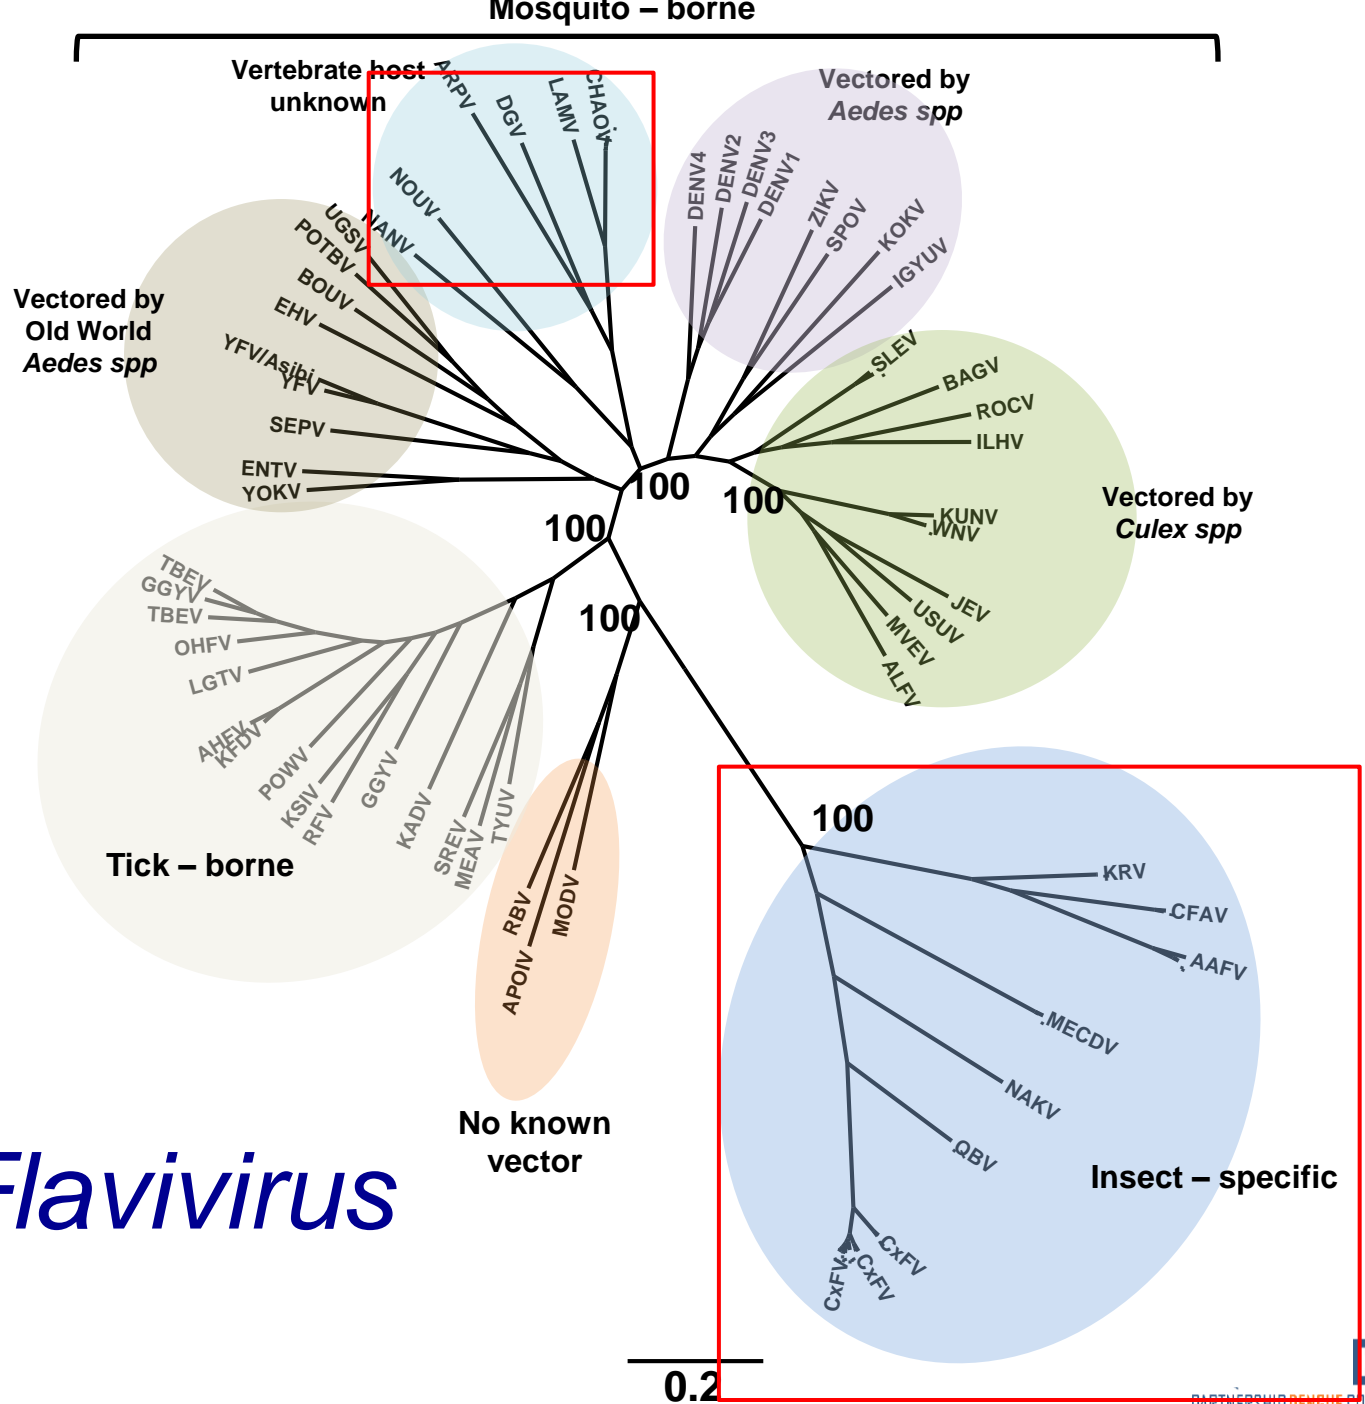 Mosquito – borne
Vertebrate host
unknown
Vectored by
Aedes spp
ARPV
DGV
LAMV
CHAOV
NOUV
NANV
DENV4
DENV2
DENV3
DENV1
ZIKV
SPOV
KOKV
IGYUV
Vectored by
Old World
Aedes spp
UGSV
POTBV
BOUV
EHV
YFV/Asibi
YFV
SEPV
ENTV
YOKV
SLEV
BAGV
ROCV
ILHV
KUNV
WNV
JEV
USUV
MVEV
ALFV
Vectored by
Culex spp
100
100
100
100
100
TBEV
GGYV
TBEV
OHFV
LGTV
AHFV
KFDV
POWV
KSIV
RFV
GGYV
KADV
SREV
MEAV
TYUV
Tick – borne
RBV
APOIV
MODV
No known
vector
KRV
CFAV
AAFV
MECDV
NAKV
QBV
CxFV
CxFV
CxFV
Insect – specific
Flavivirus
0.2